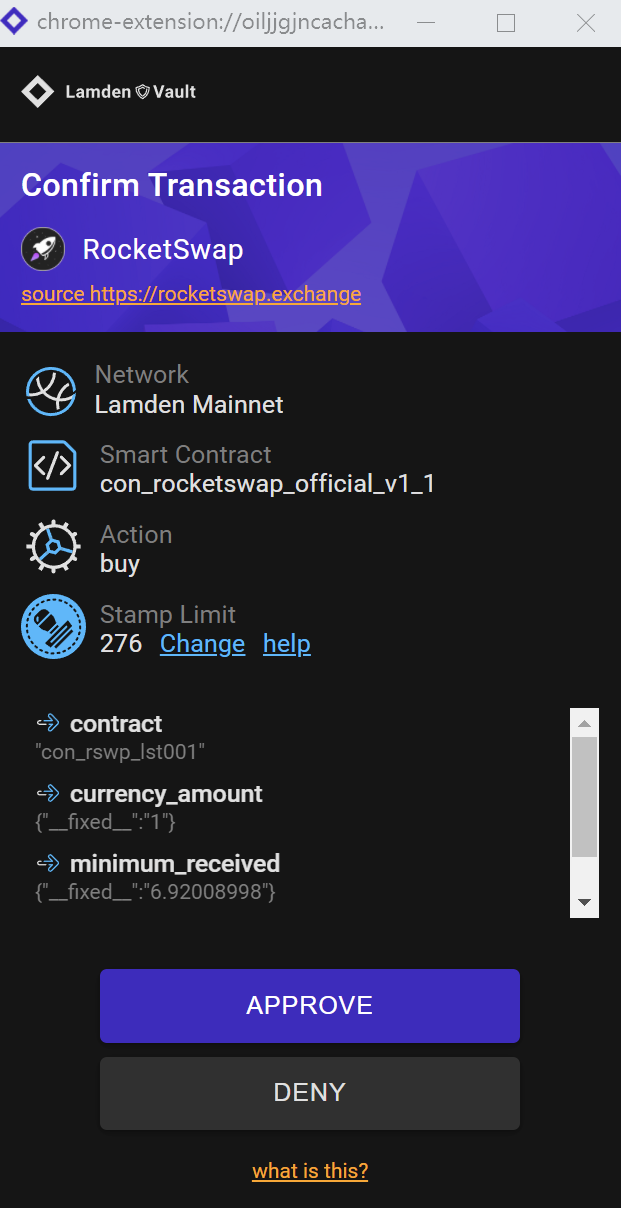 chrome-extension://oiljjgjncacha...
Lamden Vault
Confirm Transaction
RocketSwap
source https://rocketswap.exchange
Network
Lamden Mainnet
Smart Contract
con_rocketswap_official_v1_1
Action
buy
Stamp Limit
276 Change help
contract
"con_rswp_lst001"
currency_amount
{"__fixed__":"1"}
minimum_received
{"__fixed__":"6.92008998"}
APPROVE
DENY
what is this?